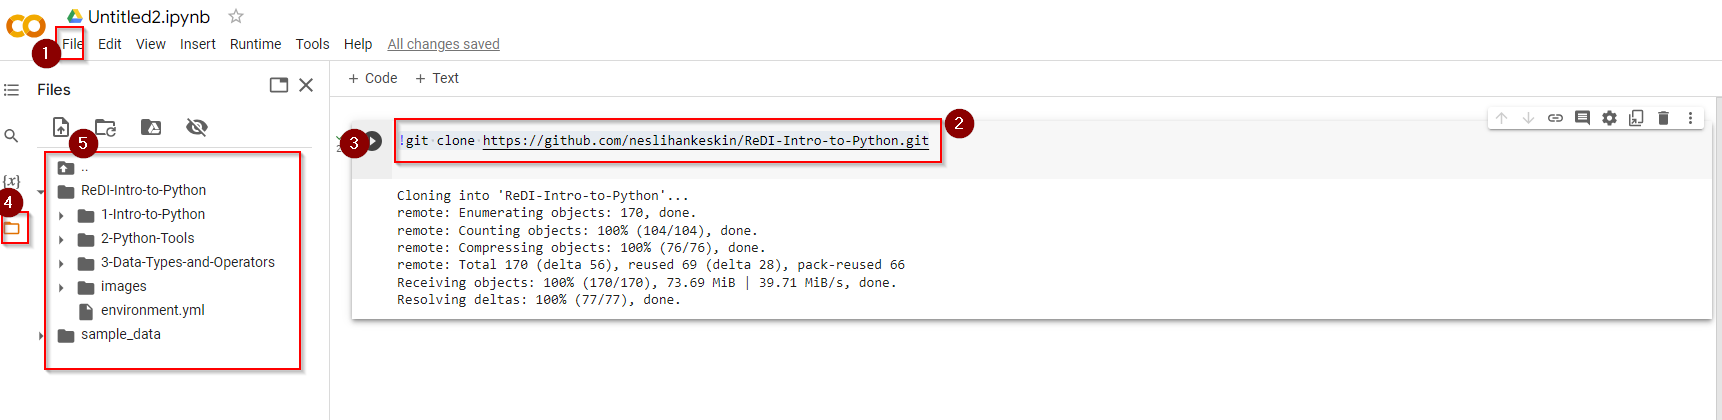 Untitled2.ipynb
File Edit View Insert Runtime Tools Help All changes saved
1
Files
+ Code + Text
5
..
ReDI-Intro-to-Python
{x}
4
1-Intro-to-Python
2-Python-Tools
3-Data-Types-and-Operators
images
environment.yml
sample_data
2
3
!git clone https://github.com/neslihankeskin/ReDI-Intro-to-Python.git
Cloning into 'ReDI-Intro-to-Python'...
remote: Enumerating objects: 170, done.
remote: Counting objects: 100% (104/104), done.
remote: Compressing objects: 100% (76/76), done.
remote: Total 170 (delta 56), reused 69 (delta 28), pack-reused 66
Receiving objects: 100% (170/170), 73.69 MiB | 39.71 MiB/s, done.
Resolving deltas: 100% (77/77), done.